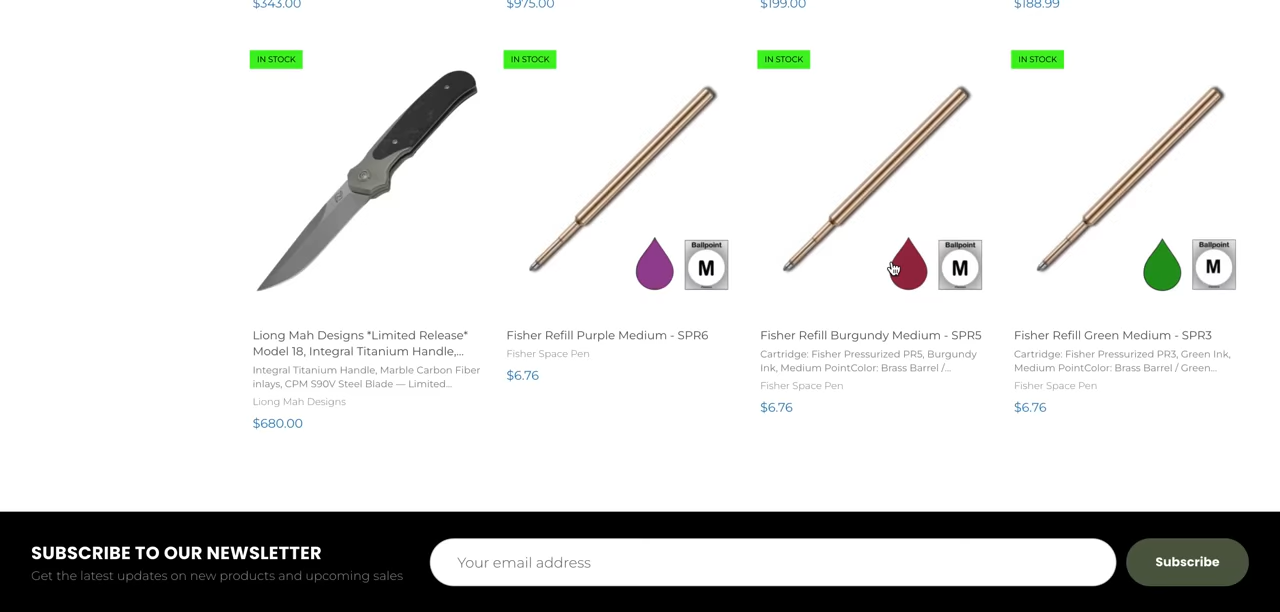 $343.00
$975.00
$199.00
$188.99
IN STOCK
IN STOCK
IN STOCK
IN STOCK
Ballpoint
M
Ballpoint
M
Ballpoint
M
Liong Mah Designs *Limited Release*
Model 18, Integral Titanium Handle,...
Integral Titanium Handle, Marble Carbon Fiber
inlays, CPM S90V Steel Blade — Limited...
Liong Mah Designs
$680.00
Fisher Refill Purple Medium - SPR6
Fisher Space Pen
$6.76
Fisher Refill Burgundy Medium - SPR5
Cartridge: Fisher Pressurized PR5, Burgundy
Ink, Medium PointColor: Brass Barrel /...
Fisher Space Pen
$6.76
Fisher Refill Green Medium - SPR3
Cartridge: Fisher Pressurized PR3, Green Ink,
Medium PointColor: Brass Barrel / Green...
Fisher Space Pen
$6.76
SUBSCRIBE TO OUR NEWSLETTER
Get the latest updates on new products and upcoming sales
Your email address
Subscribe